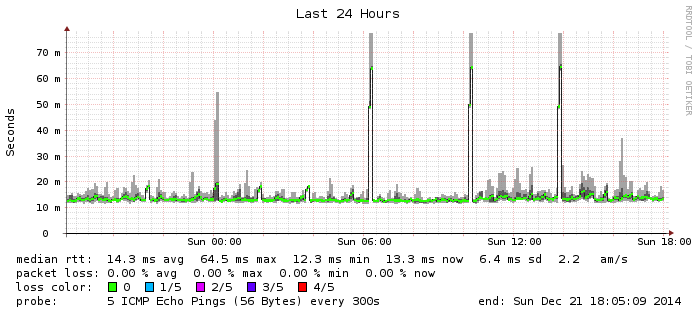 Last 24 Hours
RRDTOOL / TOBI OETIKER
Seconds
70 m
60 m
50 m
40 m
30 m
20 m
10 m
0
Sun 00:00 Sun 06:00 Sun 12:00 Sun 18:00
median rtt: 14.3 ms avg 64.5 ms max 12.3 ms min 13.3 ms now 6.4 ms sd 2.2 am/s
packet loss: 0.00 % avg 0.00 % max 0.00 % min 0.00 % now
loss color: 0 1/5 2/5 3/5 4/5
probe: 5 ICMP Echo Pings (56 Bytes) every 300s end: Sun Dec 21 18:05:09 2014